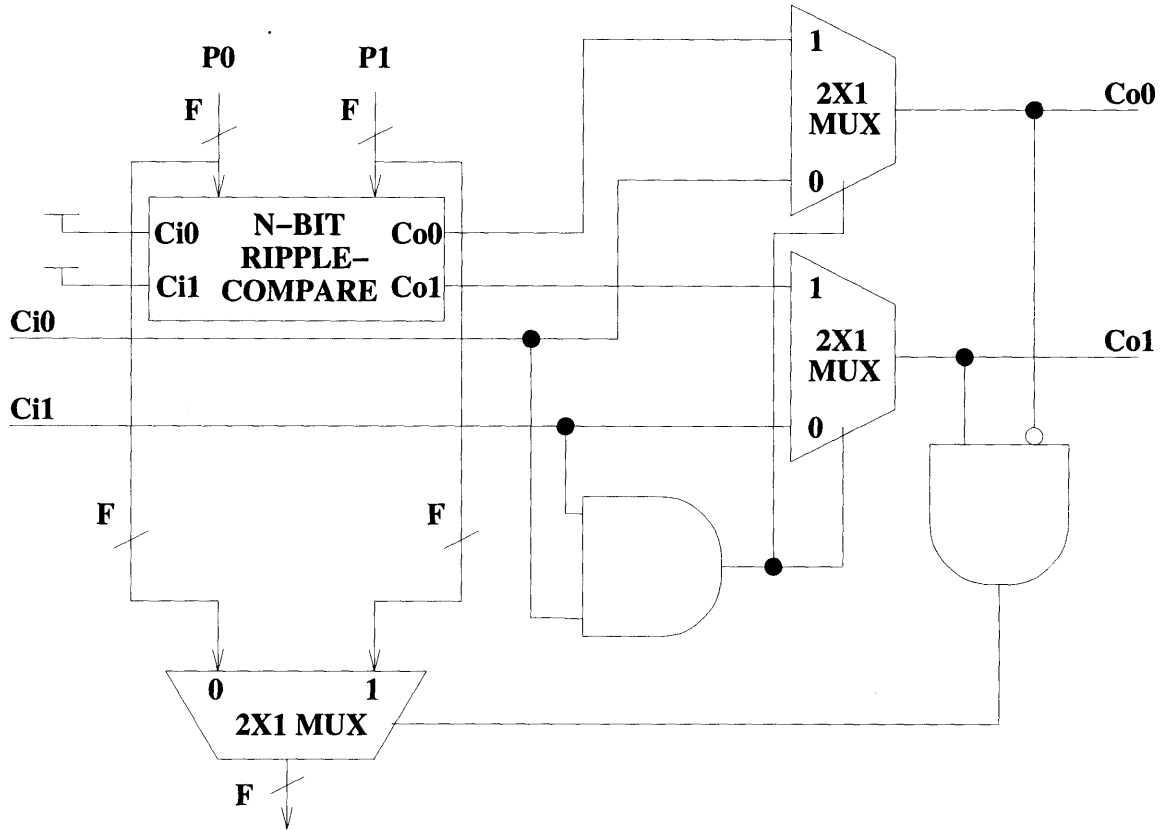 P0
P1
F
F
1
2X1
MUX
Co0
0
N-BIT
RIPPLE-
COMPARE
Ci0
Co0
Ci1
Co1
Ci0
1
2X1
MUX
Co1
Ci1
0
F
F
0
1
2X1 MUX
F